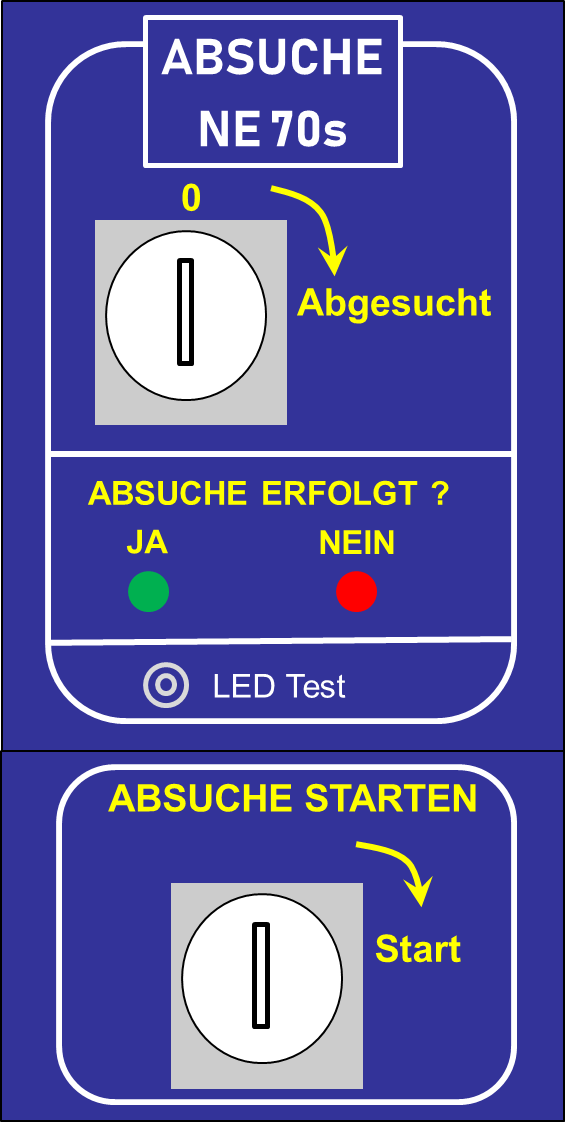 ABSUCHE
NE 70s
0
Abgesucht
ABSUCHE ERFOLGT ?
JA NEIN
LED Test
ABSUCHE STARTEN
Start